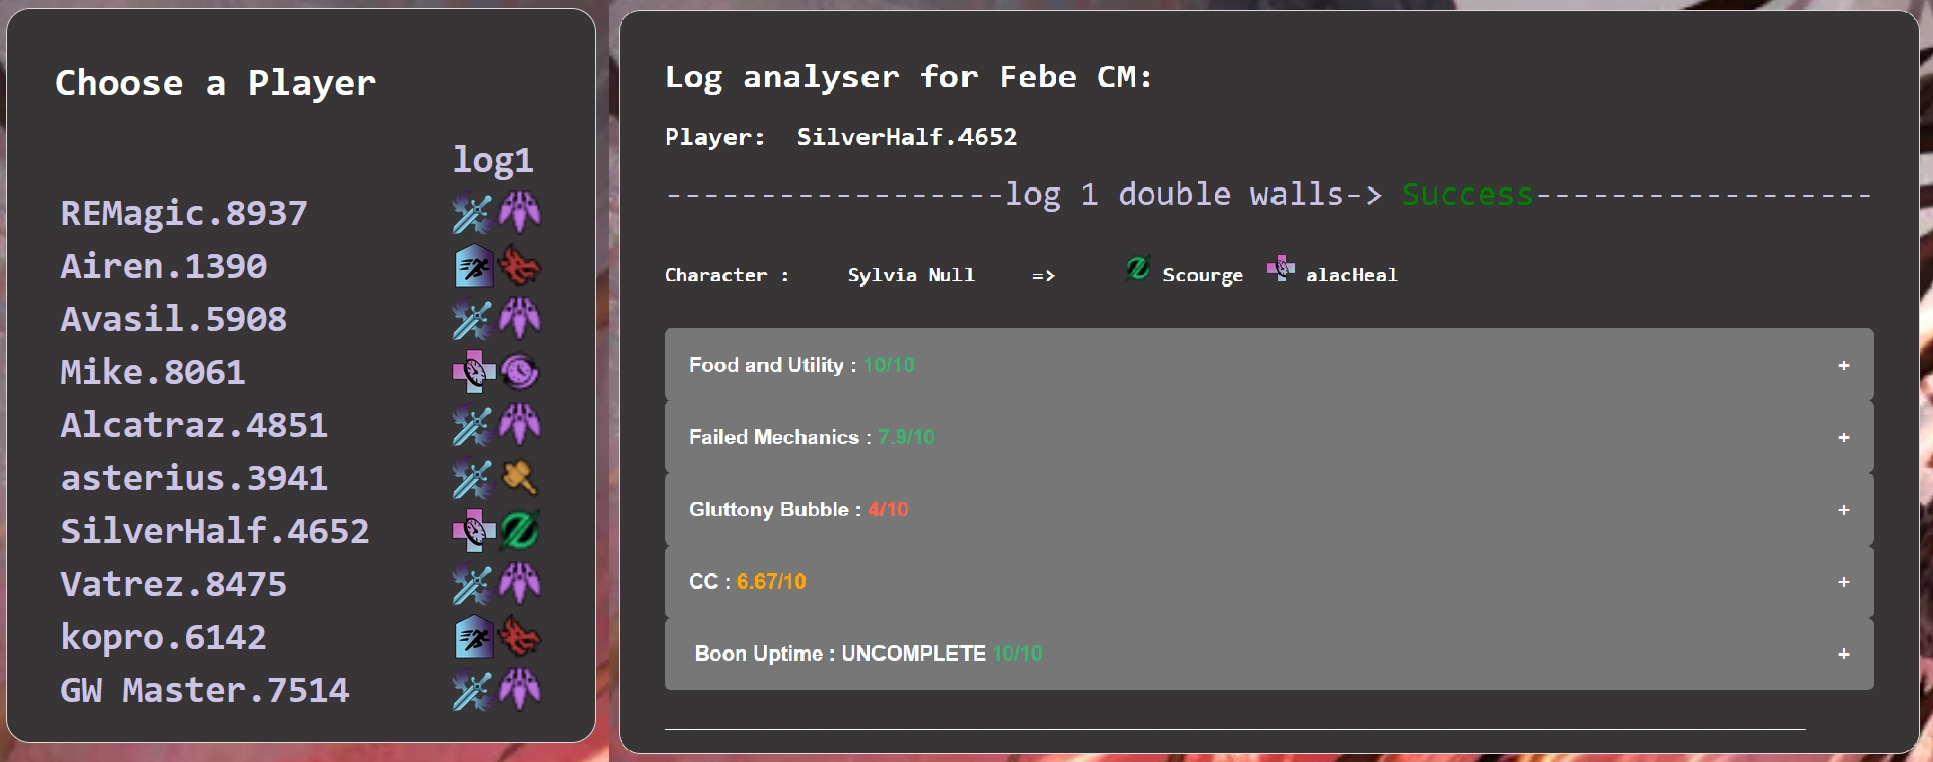 Choose a Player
log1
REMagic.8937
Airen.1390
Avasil.5908
Mike.8061
Alcatraz.4851
asterius.3941
SilverHalf.4652
Vatrez.8475
kopro.6142
GW Master.7514
Log analyser for Febe CM:
Player: SilverHalf.4652
------------------log 1 double walls-> Success------------------
Character : Sylvia Null => Scourge alacHeal
Food and Utility : 10/10 +
Failed Mechanics : 7.9/10 +
Gluttony Bubble : 4/10 +
CC : 6.67/10 +
Boon Uptime : UNCOMPLETE 10/10 +